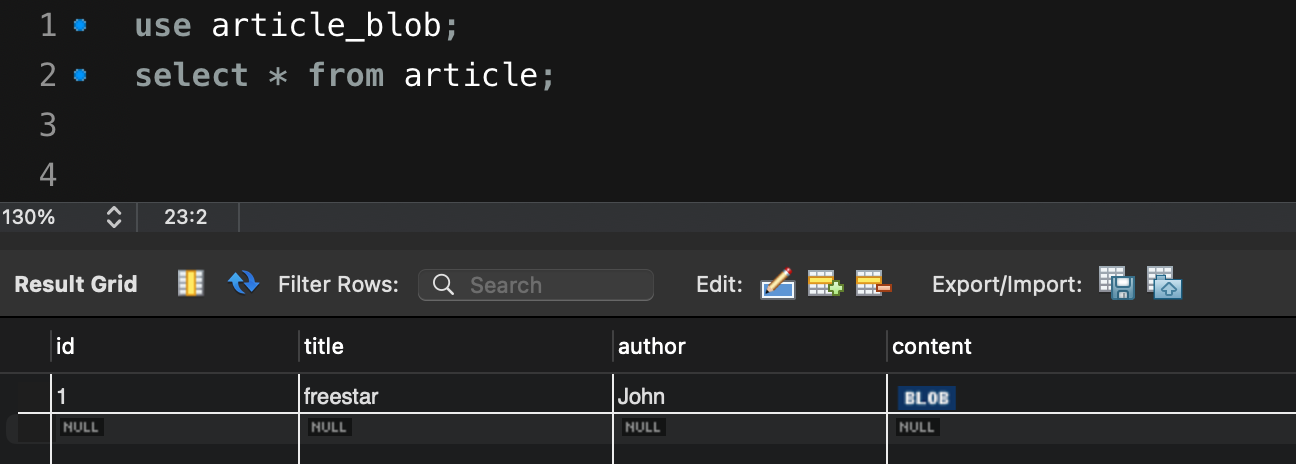 1 use article_blob;
2 select * from article;
3
4
130% 23:2
Result Grid Filter Rows: Search Edit: Export/Import:
id title author content
1 freestar John BLOB
NULL NULL NULL NULL